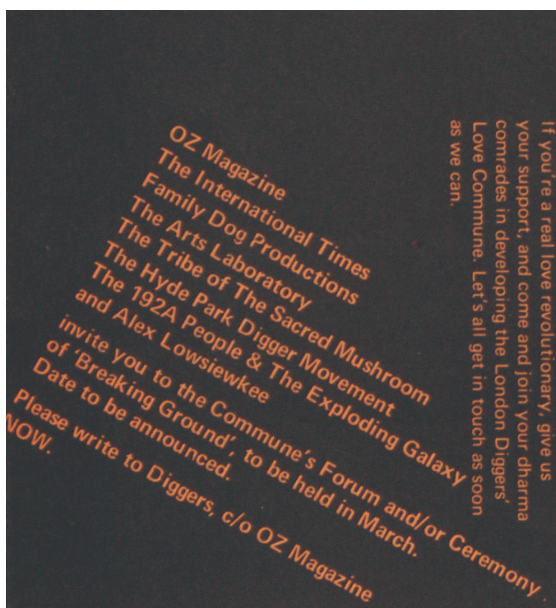 If you're a real love revolutionary, give us
your support, and come and join your dharma
comrades in developing the London Diggers'
Love Commune. Let's all get in touch as soon
as we can.
OZ Magazine
The International Times
Family Dog Productions
The Arts Laboratory
The Tribe of The Sacred Mushroom
The Hyde Park Digger Movement
The 192A People & The Exploding Galaxy
and Alex Lowsiewkee
invite you to the Commune's Forum and/or Ceremony
of 'Breaking Ground', to be held in March.
Date to be announced.
Please write to Diggers, c/o OZ Magazine
NOW.